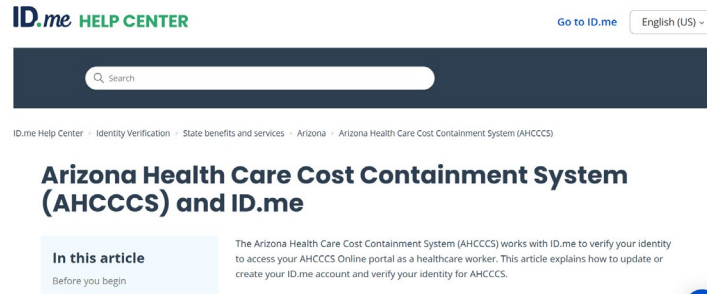 ID.me HELP CENTER
Go to ID.me
English (US)
Search
ID.me Help Center
Identity Verification
State benefits and services
Arizona
Arizona Health Care Cost Containment System (AHCCCS)
Arizona Health Care Cost Containment System
(AHCCCS) and ID.me
In this article
Before you begin
The Arizona Health Care Cost Containment System (AHCCCS) works with ID.me to verify your identity
to access your AHCCCS Online portal as a healthcare worker. This article explains how to update or
create your ID.me account and verify your identity for AHCCCS.